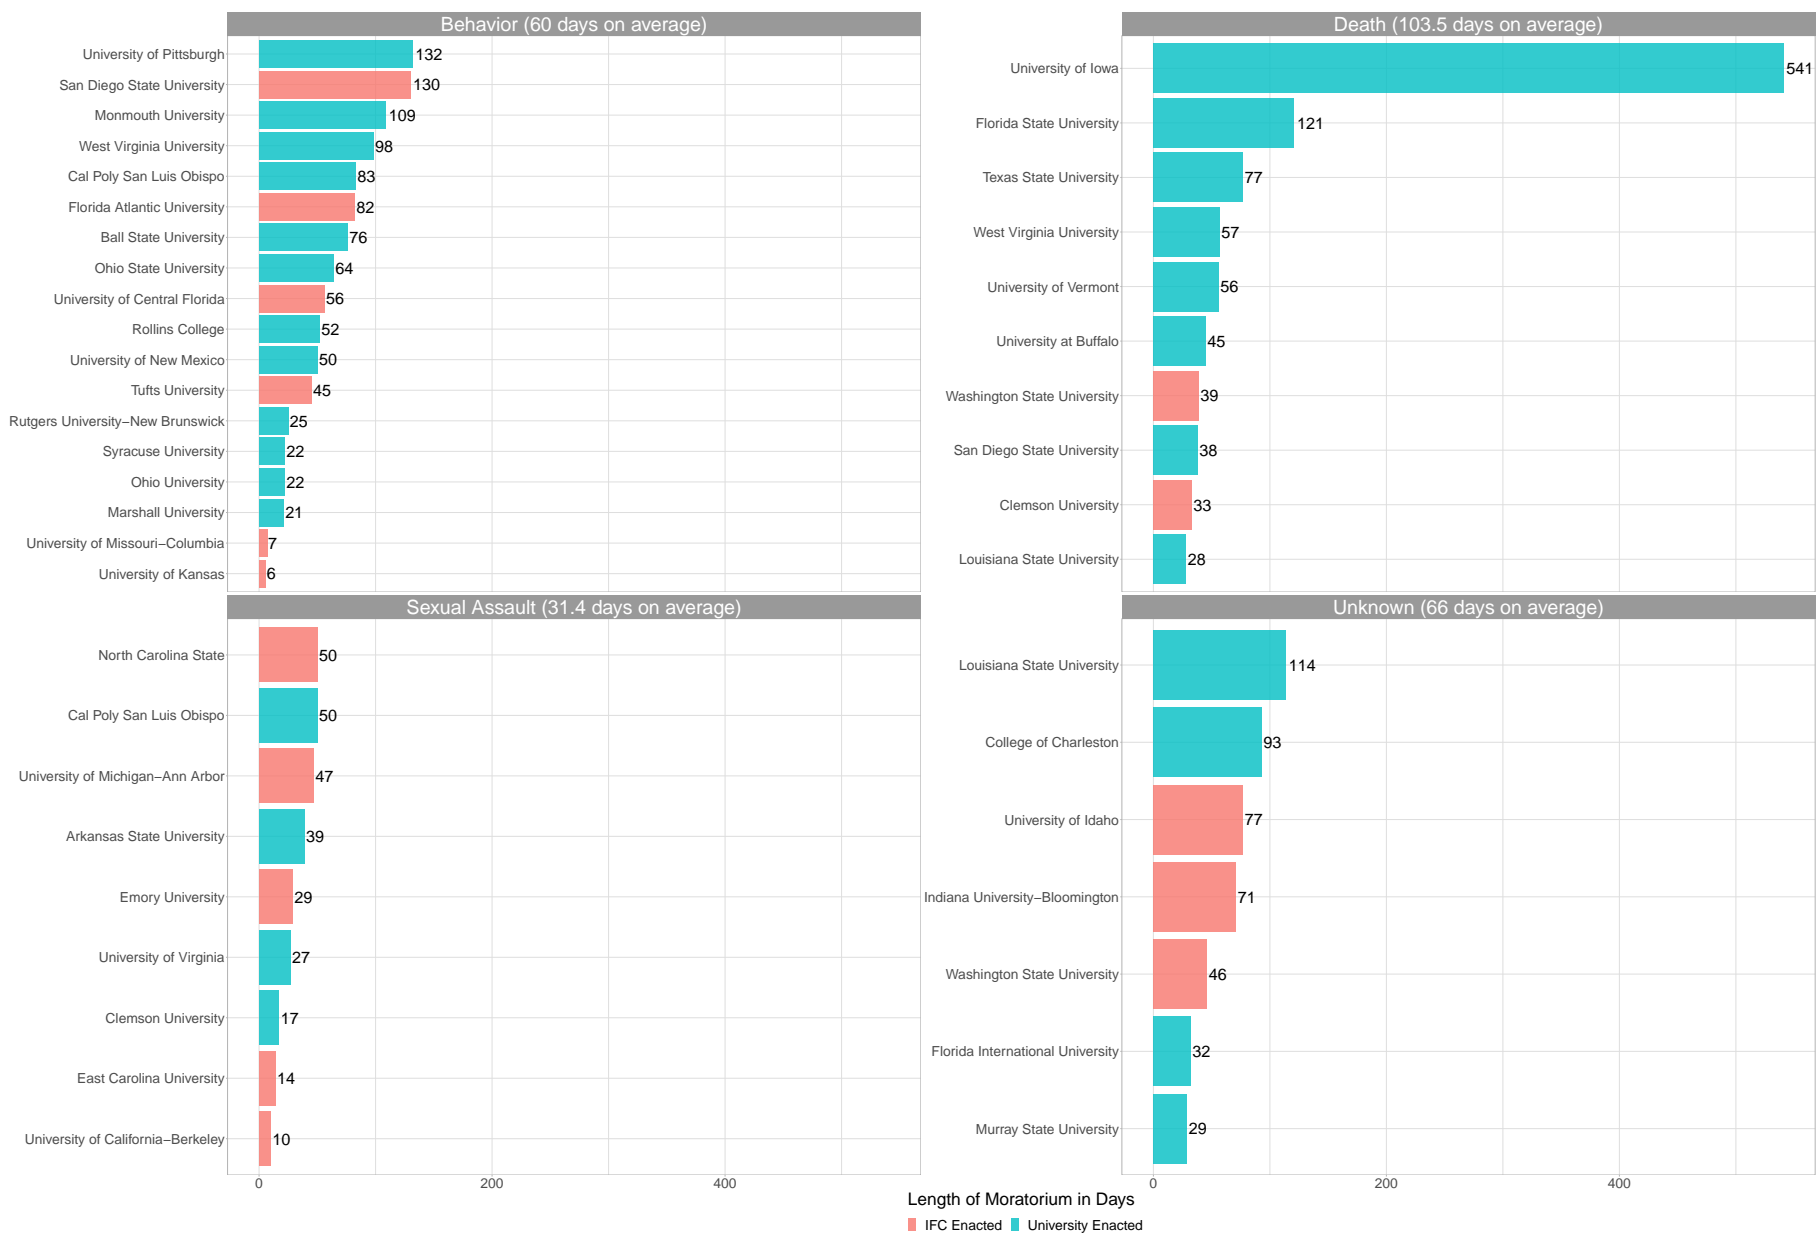 Behavior (60 days on average)
University of Pittsburgh 132
San Diego State University 130
Monmouth University 109
West Virginia University 98
Cal Poly San Luis Obispo 83
Florida Atlantic University 82
Ball State University 76
Ohio State University 64
University of Central Florida 56
Rollins College 52
University of New Mexico 50
Tufts University 45
Rutgers University–New Brunswick 25
Syracuse University 22
Ohio University 22
Marshall University 21
University of Missouri–Columbia 7
University of Kansas 6
Death (103.5 days on average)
University of Iowa 541
Florida State University 121
Texas State University 77
West Virginia University 57
University of Vermont 56
University at Buffalo 45
Washington State University 39
San Diego State University 38
Clemson University 33
Louisiana State University 28
Sexual Assault (31.4 days on average)
North Carolina State 50
Cal Poly San Luis Obispo 50
University of Michigan–Ann Arbor 47
Arkansas State University 39
Emory University 29
University of Virginia 27
Clemson University 17
East Carolina University 14
University of California–Berkeley 10
0 200 400
Unknown (66 days on average)
Louisiana State University 114
College of Charleston 93
University of Idaho 77
Indiana University–Bloomington 71
Washington State University 46
Florida International University 32
Murray State University 29
0 200 400
Length of Moratorium in Days
IFC Enacted University Enacted